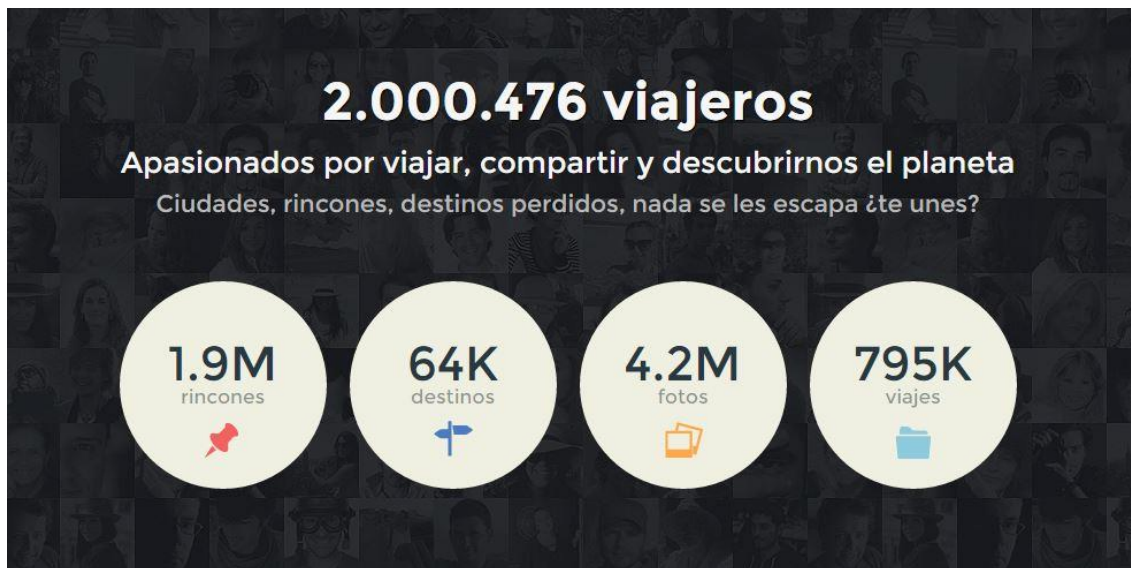 2.000.476 viajeros
Apasionados por viajar, compartir y descubrirnos el planeta
Ciudades, rincones, destinos perdidos, nada se les escapa ¿te unes?
1.9M
rincones
64K
destinos
4.2M
fotos
795K
viajes